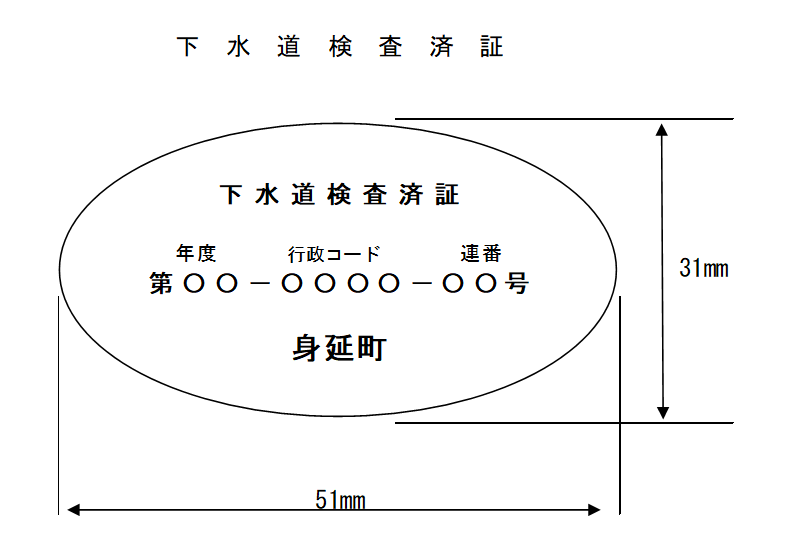 下水道検査済証
下水道検査済証
年度 行政コード 連番
第〇〇－〇〇〇〇－〇〇号
身延町
31mm
51mm